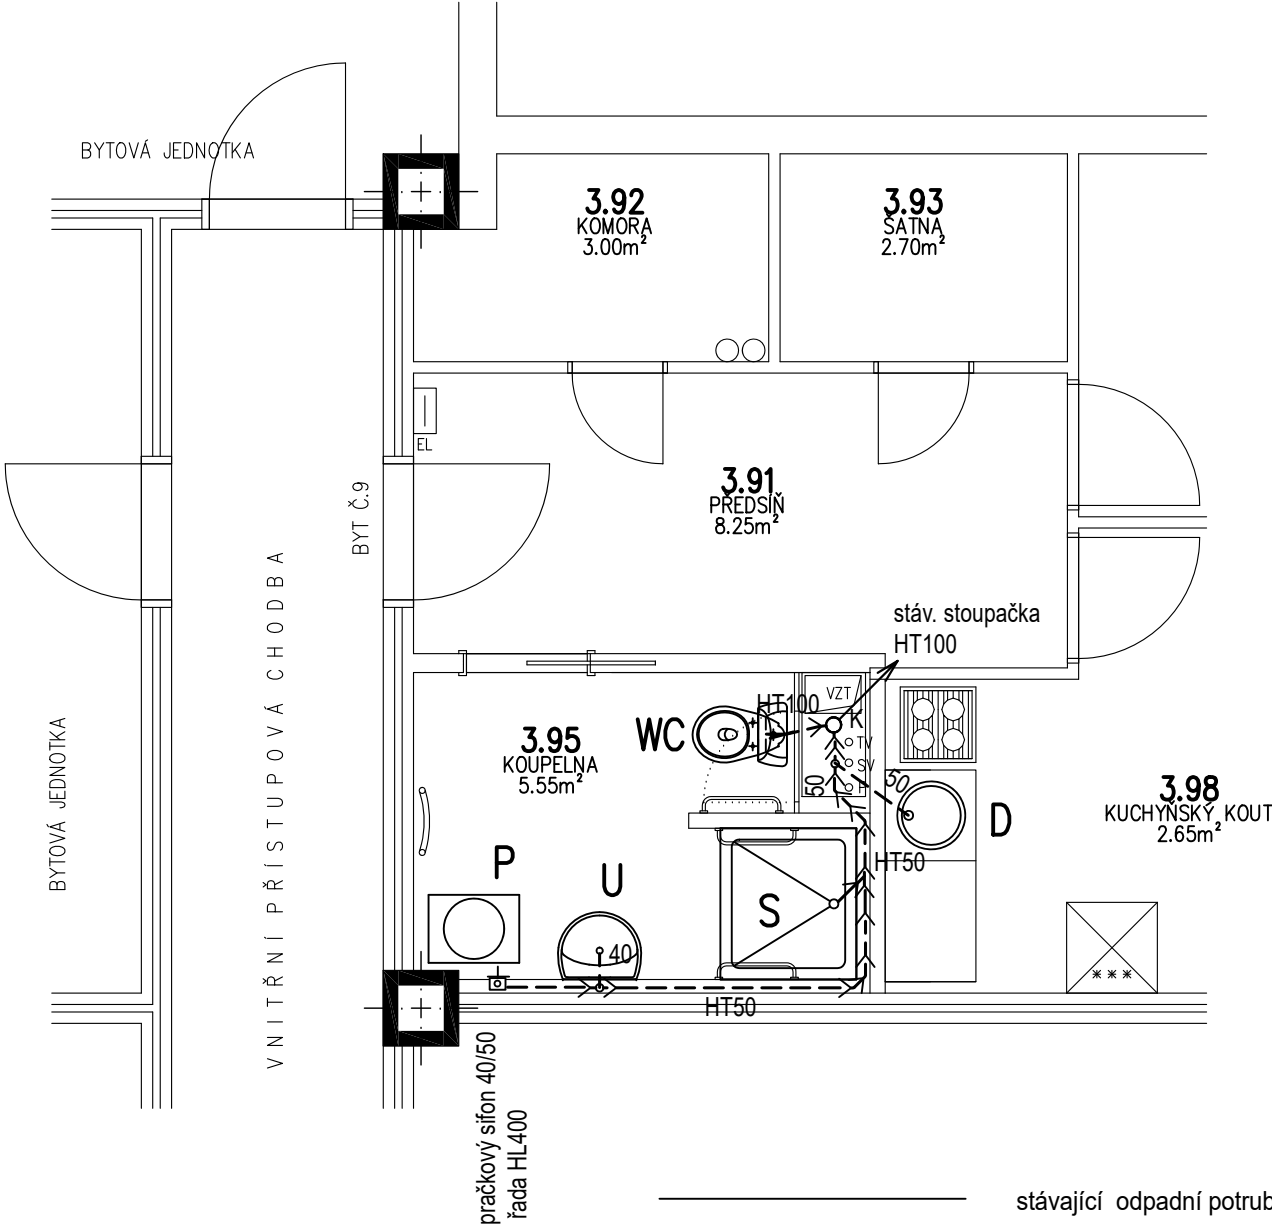 BYTOVÁ JEDNOTKA
3.92
KOMORA
3.00m²
3.93
ŠATNA
2.70m²
EL
BYT Č.9
3.91
PŘEDSÍŇ
8.25m²
VNITŘNÍ PŘÍSTUPOVÁ CHODBA
BYTOVÁ JEDNOTKA
stáv. stoupačka
HT100
VZT
HT100
K
TV
SV
P
50
50
WC
3.95
KOUPELNA
5.55m²
3.98
KUCHYŇSKÝ KOUT
2.65m²
D
HT50
P
U
S
40
HT50
pračkový sifon 40/50
řada HL400
stávající odpadní potrub